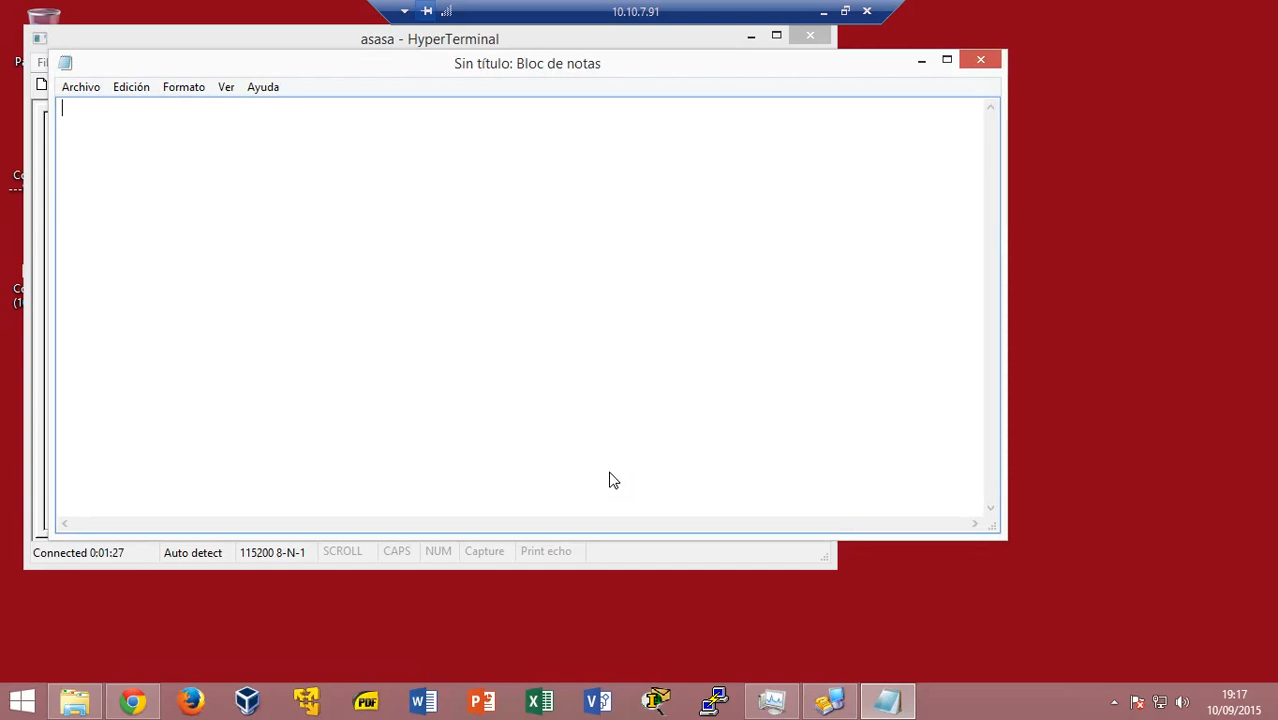 10.10.7.91
asasa - HyperTerminal
Sin título: Bloc de notas
Archivo Edición Formato Ver Ayuda
Connected 0:01:27 Auto detect 115200 8-N-1 SCROLL CAPS NUM Capture Print echo
PDF
19:17
10/09/2015